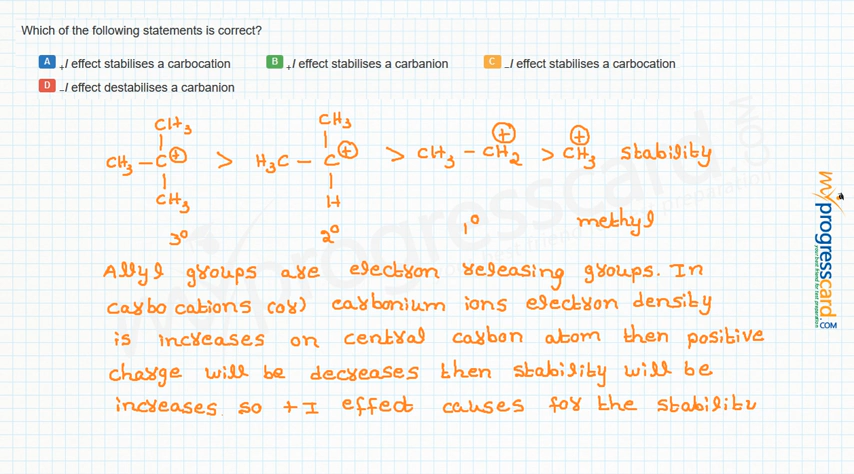 Which of the following statements is correct?
A +I effect stabilises a carbocation B +I effect stabilises a carbanion C –I effect stabilises a carbocation
D –I effect destabilises a carbanion
CH3 CH3
CH3 – C⊕ > H3C – C⊕ > CH3 – CH2⊕ > CH3⊕ stability
CH3 H
3° 2° 1° methyl
Allyl groups are electron releasing groups. In
carbo cations (or) carbonium ions electron density
is increases on central carbon atom then positive
charge will be decreases then stability will be
increases so +I effect causes for the stability
myprogresscard.COM
your best friend for test preparation